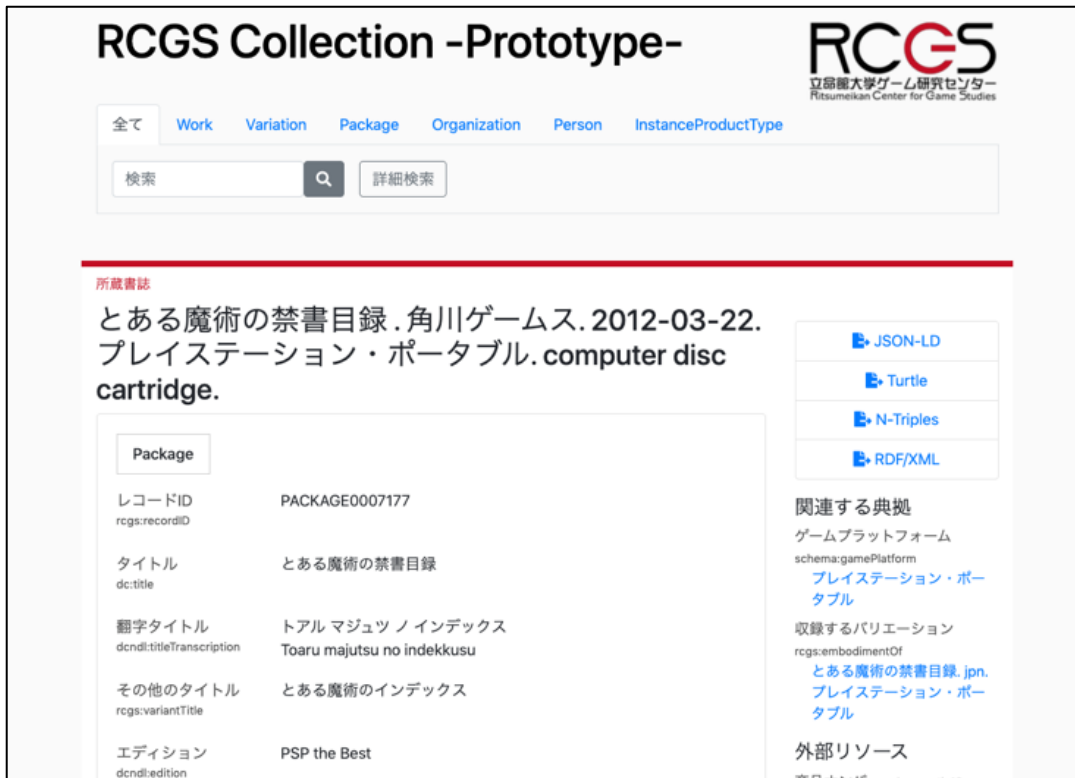 RCGS Collection -Prototype-
RCGS
立命館大学ゲーム研究センター
Ritsumeikan Center for Game Studies
全て Work Variation Package Organization Person InstanceProductType
検索 詳細検索
所蔵書誌
とある魔術の禁書目録 . 角川ゲームス. 2012-03-22.
プレイステーション・ポータブル. computer disc
cartridge.
Package
レコードID PACKAGE0007177
rcgs:recordID
タイトル とある魔術の禁書目録
dc:title
翻字タイトル トアル マジュツ ノ インデックス
dcndl:titleTranscription Toaru majutsu no indekkusu
その他のタイトル とある魔術のインデックス
rcgs:variantTitle
エディション PSP the Best
dcndl:edition
JSON-LD
Turtle
N-Triples
RDF/XML
関連する典拠
ゲームプラットフォーム
schema:gamePlatform
プレイステーション・ポー
タブル
収録するバリエーション
rcgs:embodimentOf
とある魔術の禁書目録. jpn.
プレイステーション・ポー
タブル
外部リソース